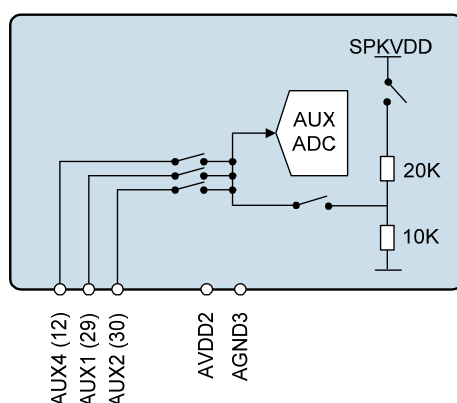 SPKVDD
AUX
ADC
20K
10K
AUX4 (12)
AUX1 (29)
AUX2 (30)
AVDD2
AGND3